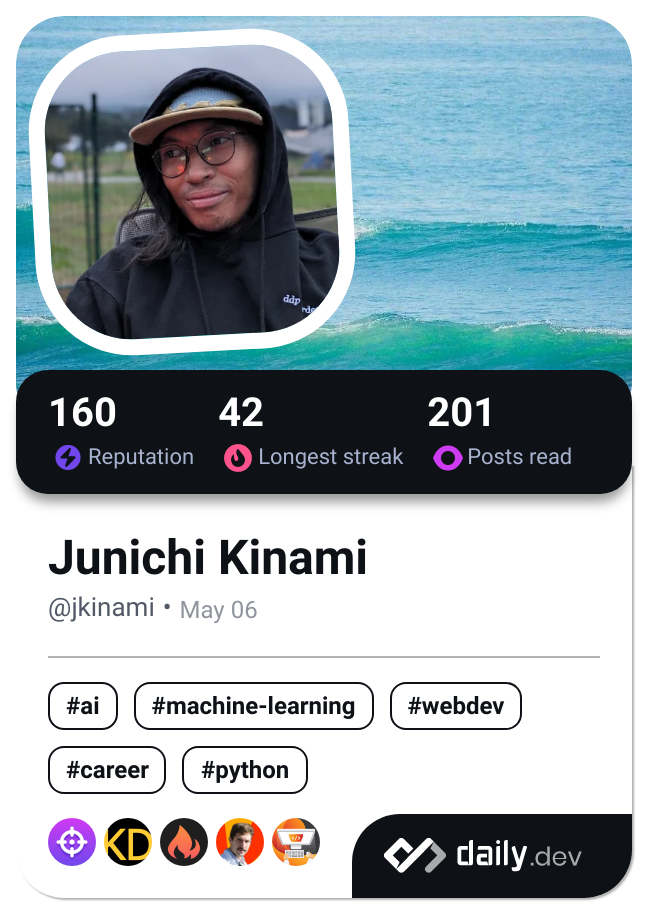 ddp
160 42 201
Reputation Longest streak Posts read
Junichi Kinami
@jkinami • May 06
#ai #machine-learning #webdev
#career #python
KD
daily.dev